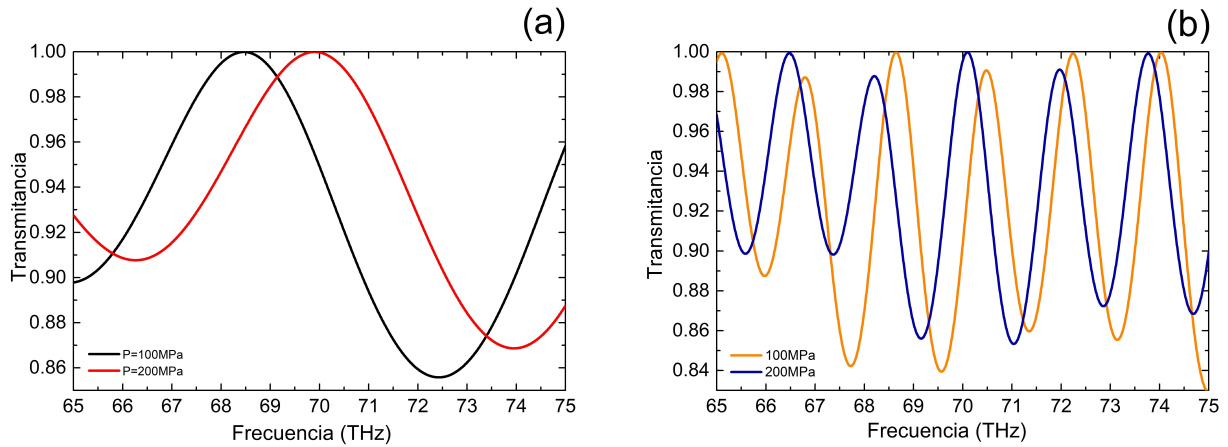 (a)
1.00
0.98
0.96
0.94
0.92
0.90
0.88
0.86
Transmitancia
P=100MPa
P=200MPa
65 66 67 68 69 70 71 72 73 74 75
Frecuencia (THz)
(b)
1.00
0.98
0.96
0.94
0.92
0.90
0.88
0.86
0.84
Transmitancia
100MPa
200MPa
65 66 67 68 69 70 71 72 73 74 75
Frecuencia (THz)